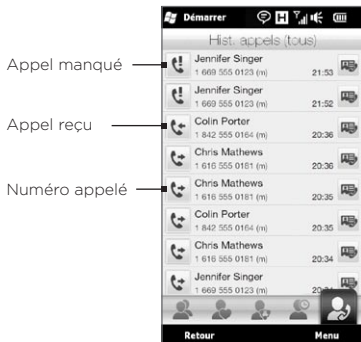 Démarrer
Hist. appels (tous)
Appel manqué
Jennifer Singer
1 669 555 0123 (m) 21:53
Jennifer Singer
1 669 555 0123 (m) 21:52
Appel reçu
Colin Porter
1 842 555 0164 (m) 20:36
Chris Mathews
1 616 555 0181 (m) 20:36
Numéro appelé
Chris Mathews
1 616 555 0181 (m) 20:35
Colin Porter
1 842 555 0164 (m) 20:35
Chris Mathews
1 616 555 0181 (m) 20:34
Jennifer Singer
1 669 555 0123 (m)
Retour Menu